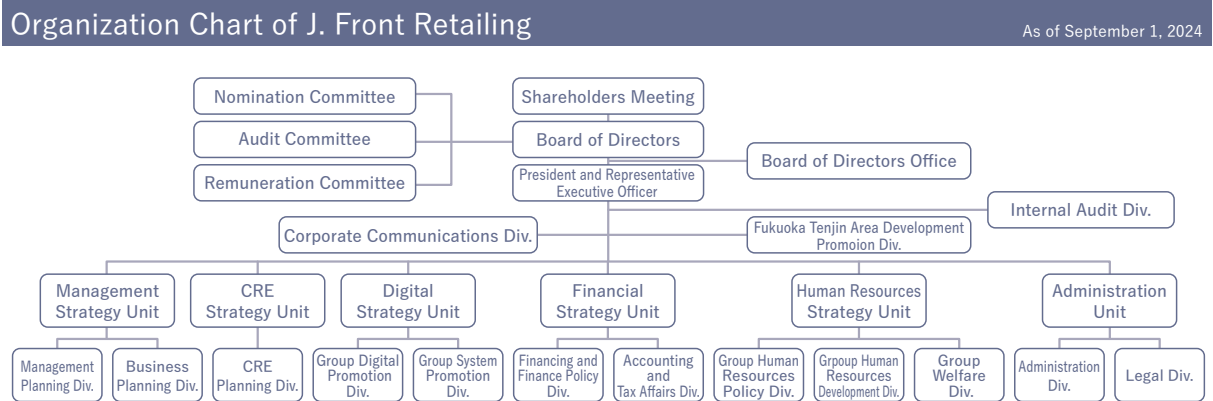 Organization Chart of J. Front Retailing
As of September 1, 2024
Nomination Committee
Shareholders Meeting
Audit Committee
Board of Directors
Board of Directors Office
Remuneration Committee
President and Representative
Executive Officer
Internal Audit Div.
Corporate Communications Div.
Fukuoka Tenjin Area Development
Promoion Div.
Management
Strategy Unit
CRE
Strategy Unit
Digital
Strategy Unit
Financial
Strategy Unit
Human Resources
Strategy Unit
Administration
Unit
Management
Planning Div.
Business
Planning Div.
CRE
Planning Div.
Group Digital
Promotion
Div.
Group System
Promotion
Div.
Financing and
Finance Policy
Div.
Accounting
and
Tax Affairs Div.
Group Human
Resources
Policy Div.
Grpoup Human
Resources
Development Div.
Group
Welfare
Div.
Administration
Div.
Legal Div.